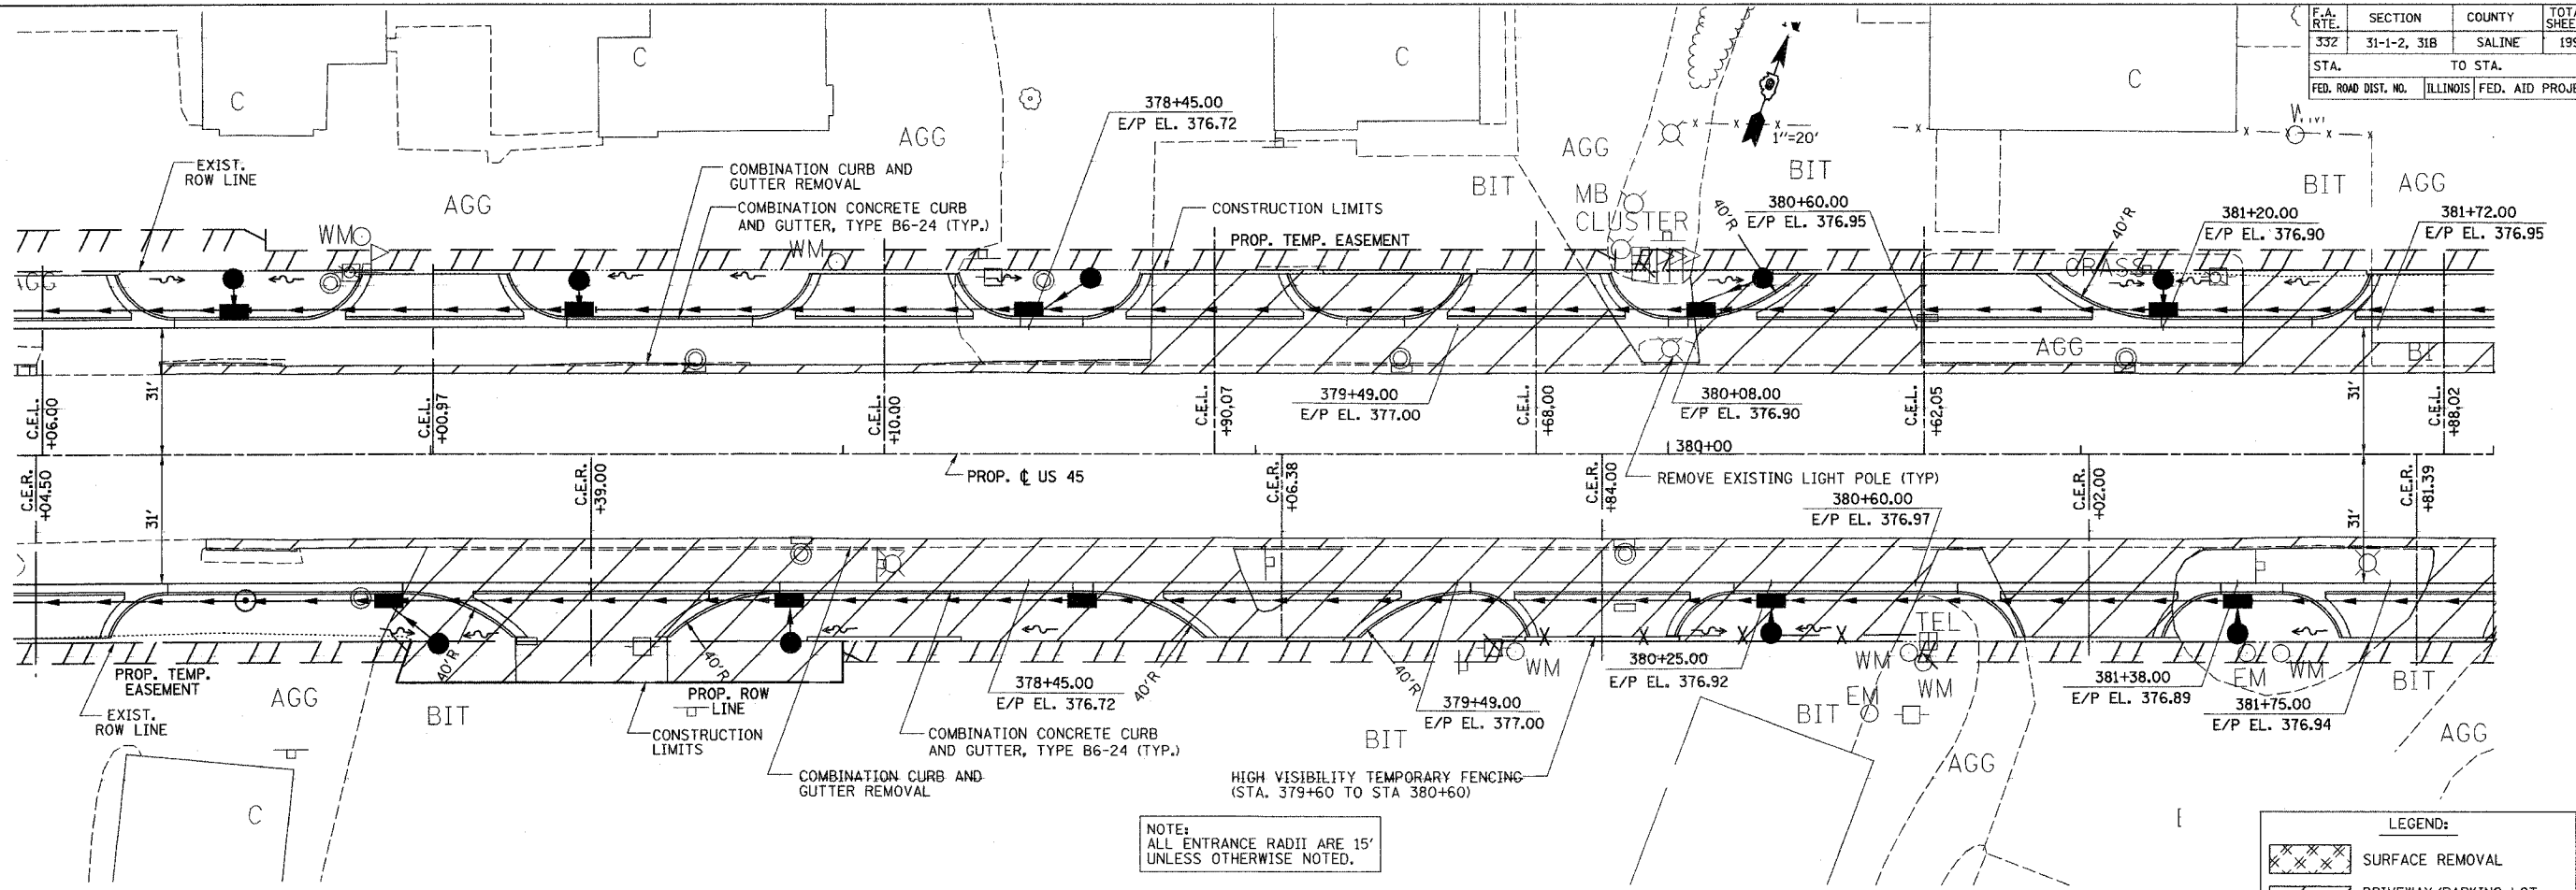 F.A. RTE. SECTION COUNTY
332 31-1-2, 31B SALINE 199
STA. TO STA.
FED. ROAD DIST. NO. ILLINOIS FED. AID
C
C
C
C
378+45.00
E/P EL. 376.72
AGG
AGG
1"=20'
BIT
BIT
BIT
AGG
EXIST.
ROW LINE
COMBINATION CURB AND
GUTTER REMOVAL
AGG
COMBINATION CONCRETE CURB
AND GUTTER, TYPE B6-24 (TYP.)
CONSTRUCTION LIMITS
MB
CLUSTER
40'R
380+60.00
E/P EL. 376.95
40'R
381+20.00
E/P EL. 376.90
381+72.00
E/P EL. 376.95
WM
WM
PROP. TEMP. EASEMENT
GRASS
AGG
31'
31'
379+49.00
E/P EL. 377.00
380+08.00
E/P EL. 376.90
C.E.L.
+06.00
C.E.L.
+00.97
C.E.L.
+10.00
C.E.L.
+90.07
C.E.L.
+68.00
C.E.L.
+62.05
C.E.L.
+88.02
380+00
PROP. ℄ US 45
REMOVE EXISTING LIGHT POLE (TYP)
C.E.R.
+04.50
C.E.R.
+39.00
C.E.R.
+06.38
C.E.R.
+84.00
C.E.R.
+02.00
C.E.R.
+81.39
31'
31'
380+60.00
E/P EL. 376.97
TEL
PROP. TEMP.
EASEMENT
40'R
40'R
40'R
40'R
WM
WM
WM
EM
EM
WM
AGG
BIT
BIT
BIT
BIT
PROP. ROW
LINE
378+45.00
E/P EL. 376.72
379+49.00
E/P EL. 377.00
380+25.00
E/P EL. 376.92
381+38.00
E/P EL. 376.89
381+75.00
E/P EL. 376.94
EXIST.
ROW LINE
CONSTRUCTION
LIMITS
COMBINATION CONCRETE CURB
AND GUTTER, TYPE B6-24 (TYP.)
COMBINATION CURB AND
GUTTER REMOVAL
HIGH VISIBILITY TEMPORARY FENCING
(STA. 379+60 TO STA 380+60)
AGG
AGG
C
NOTE:
ALL ENTRANCE RADII ARE 15'
UNLESS OTHERWISE NOTED.
LEGEND:
SURFACE REMOVAL